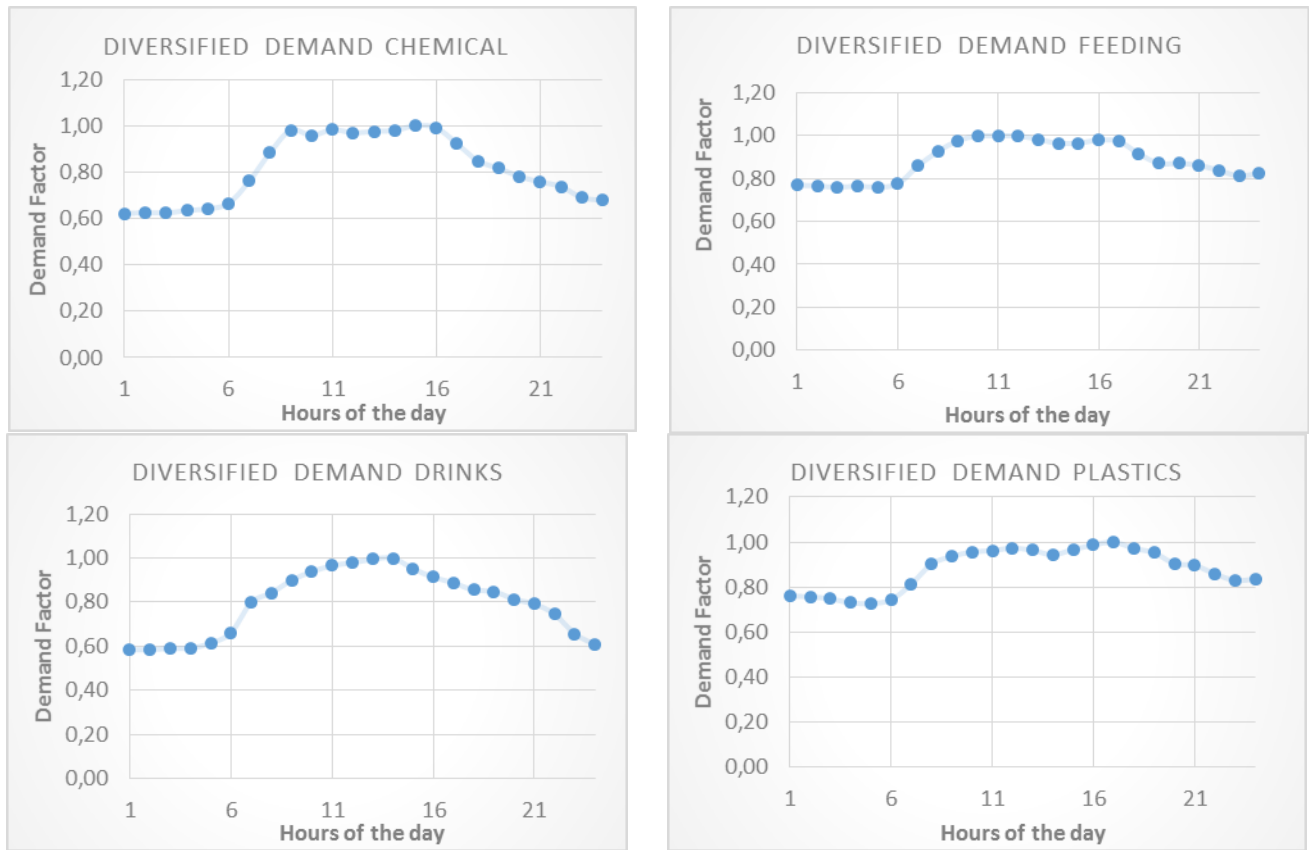 DIVERSIFIED DEMAND CHEMICAL
1,20
1,00
0,80
0,60
0,40
0,20
0,00
Demand Factor
1 6 11 16 21
Hours of the day
DIVERSIFIED DEMAND FEEDING
1,20
1,00
0,80
0,60
0,40
0,20
0,00
Demand Factor
1 6 11 16 21
Hours of the day
DIVERSIFIED DEMAND DRINKS
1,20
1,00
0,80
0,60
0,40
0,20
0,00
Demand Factor
1 6 11 16 21
Hours of the day
DIVERSIFIED DEMAND PLASTICS
1,20
1,00
0,80
0,60
0,40
0,20
0,00
Demand Factor
1 6 11 16 21
Hours of the day